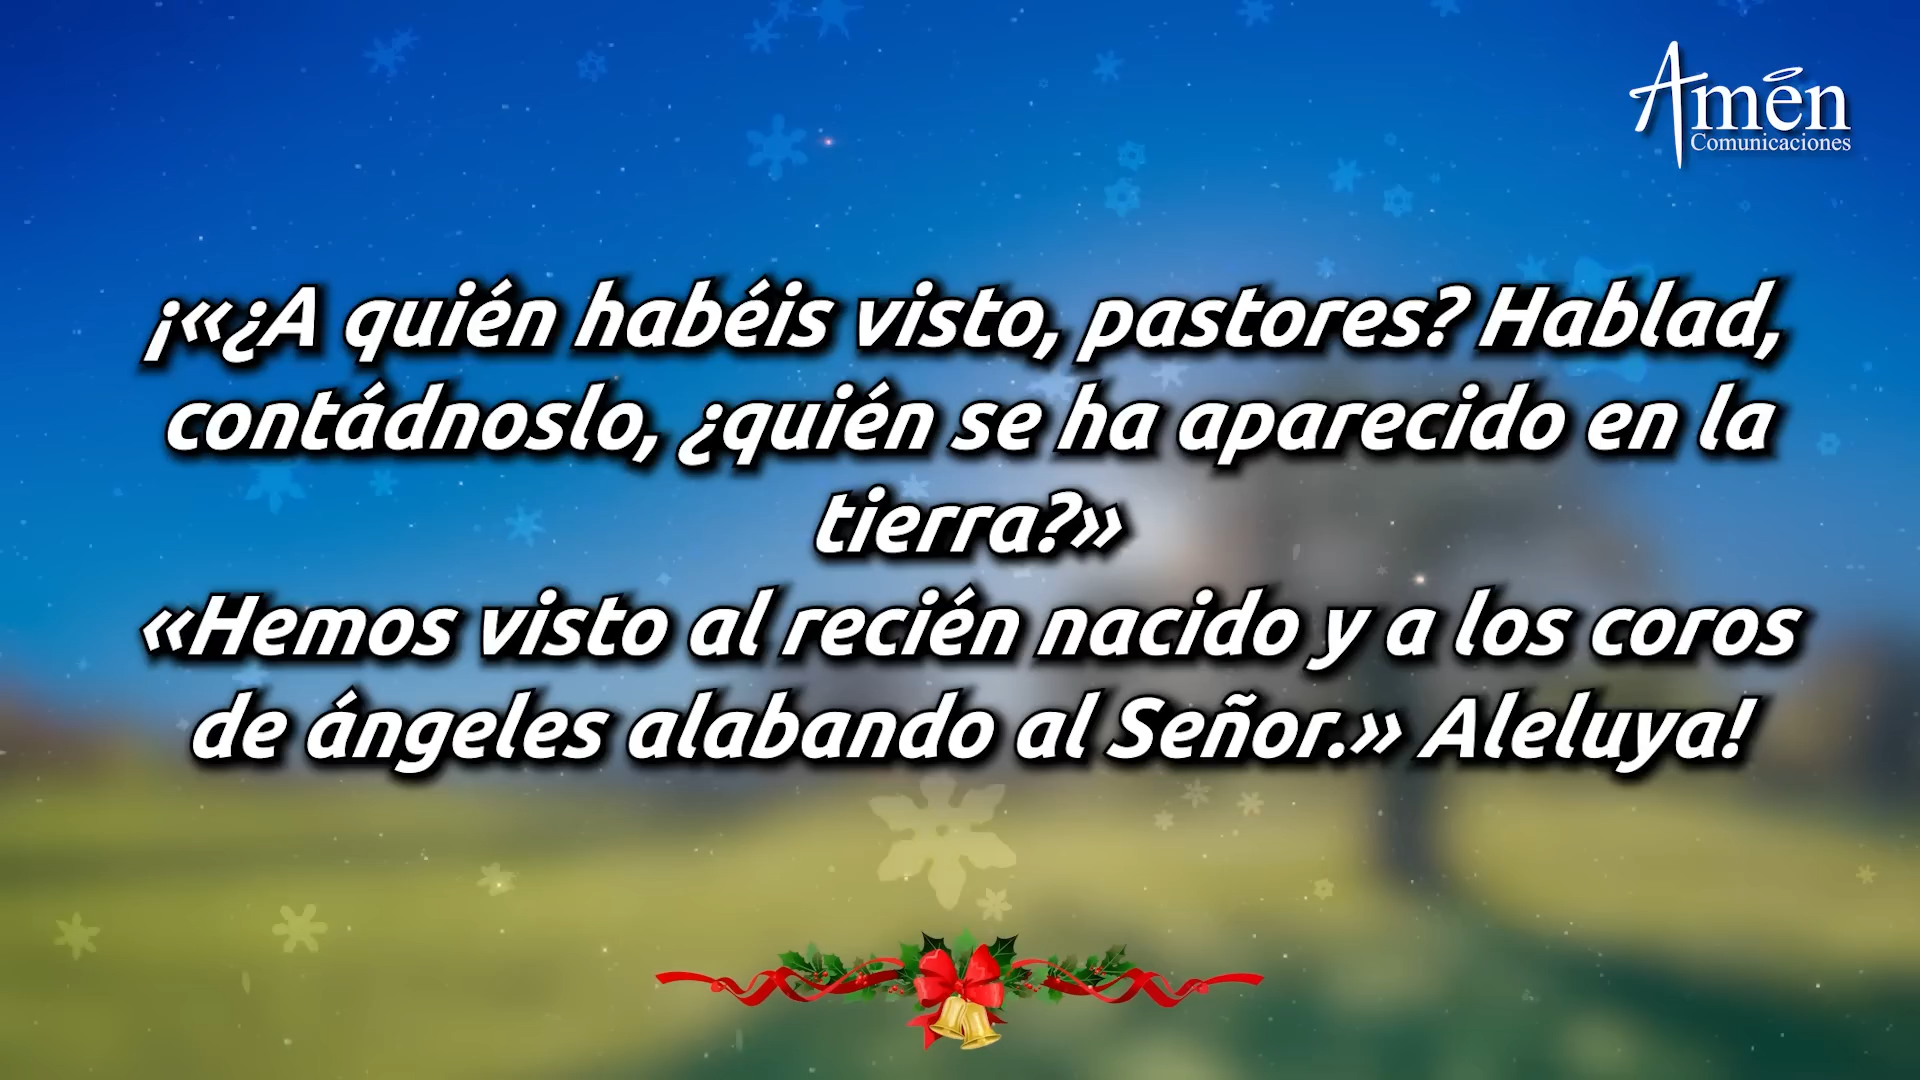 Amén
Comunicaciones
¡«¿A quién habéis visto, pastores? Hablad,
contádnoslo, ¿quién se ha aparecido en la
tierra?»
«Hemos visto al recién nacido y a los coros
de ángeles alabando al Señor.» Aleluya!